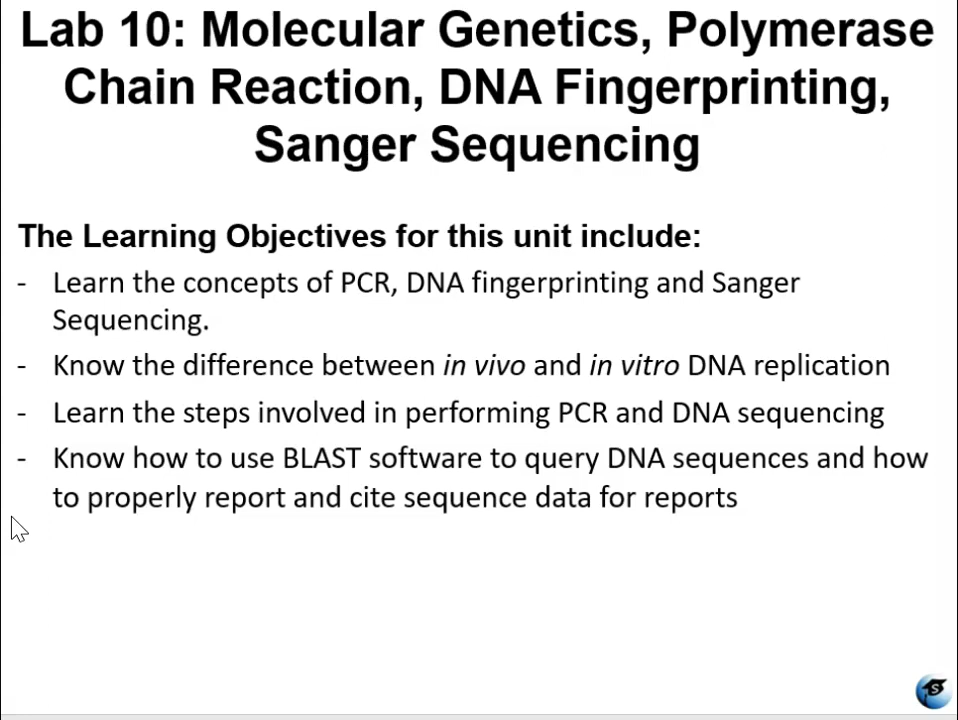 Lab 10: Molecular Genetics, Polymerase
Chain Reaction, DNA Fingerprinting,
Sanger Sequencing
The Learning Objectives for this unit include:
- Learn the concepts of PCR, DNA fingerprinting and Sanger
Sequencing.
- Know the difference between in vivo and in vitro DNA replication
- Learn the steps involved in performing PCR and DNA sequencing
- Know how to use BLAST software to query DNA sequences and how
to properly report and cite sequence data for reports
S